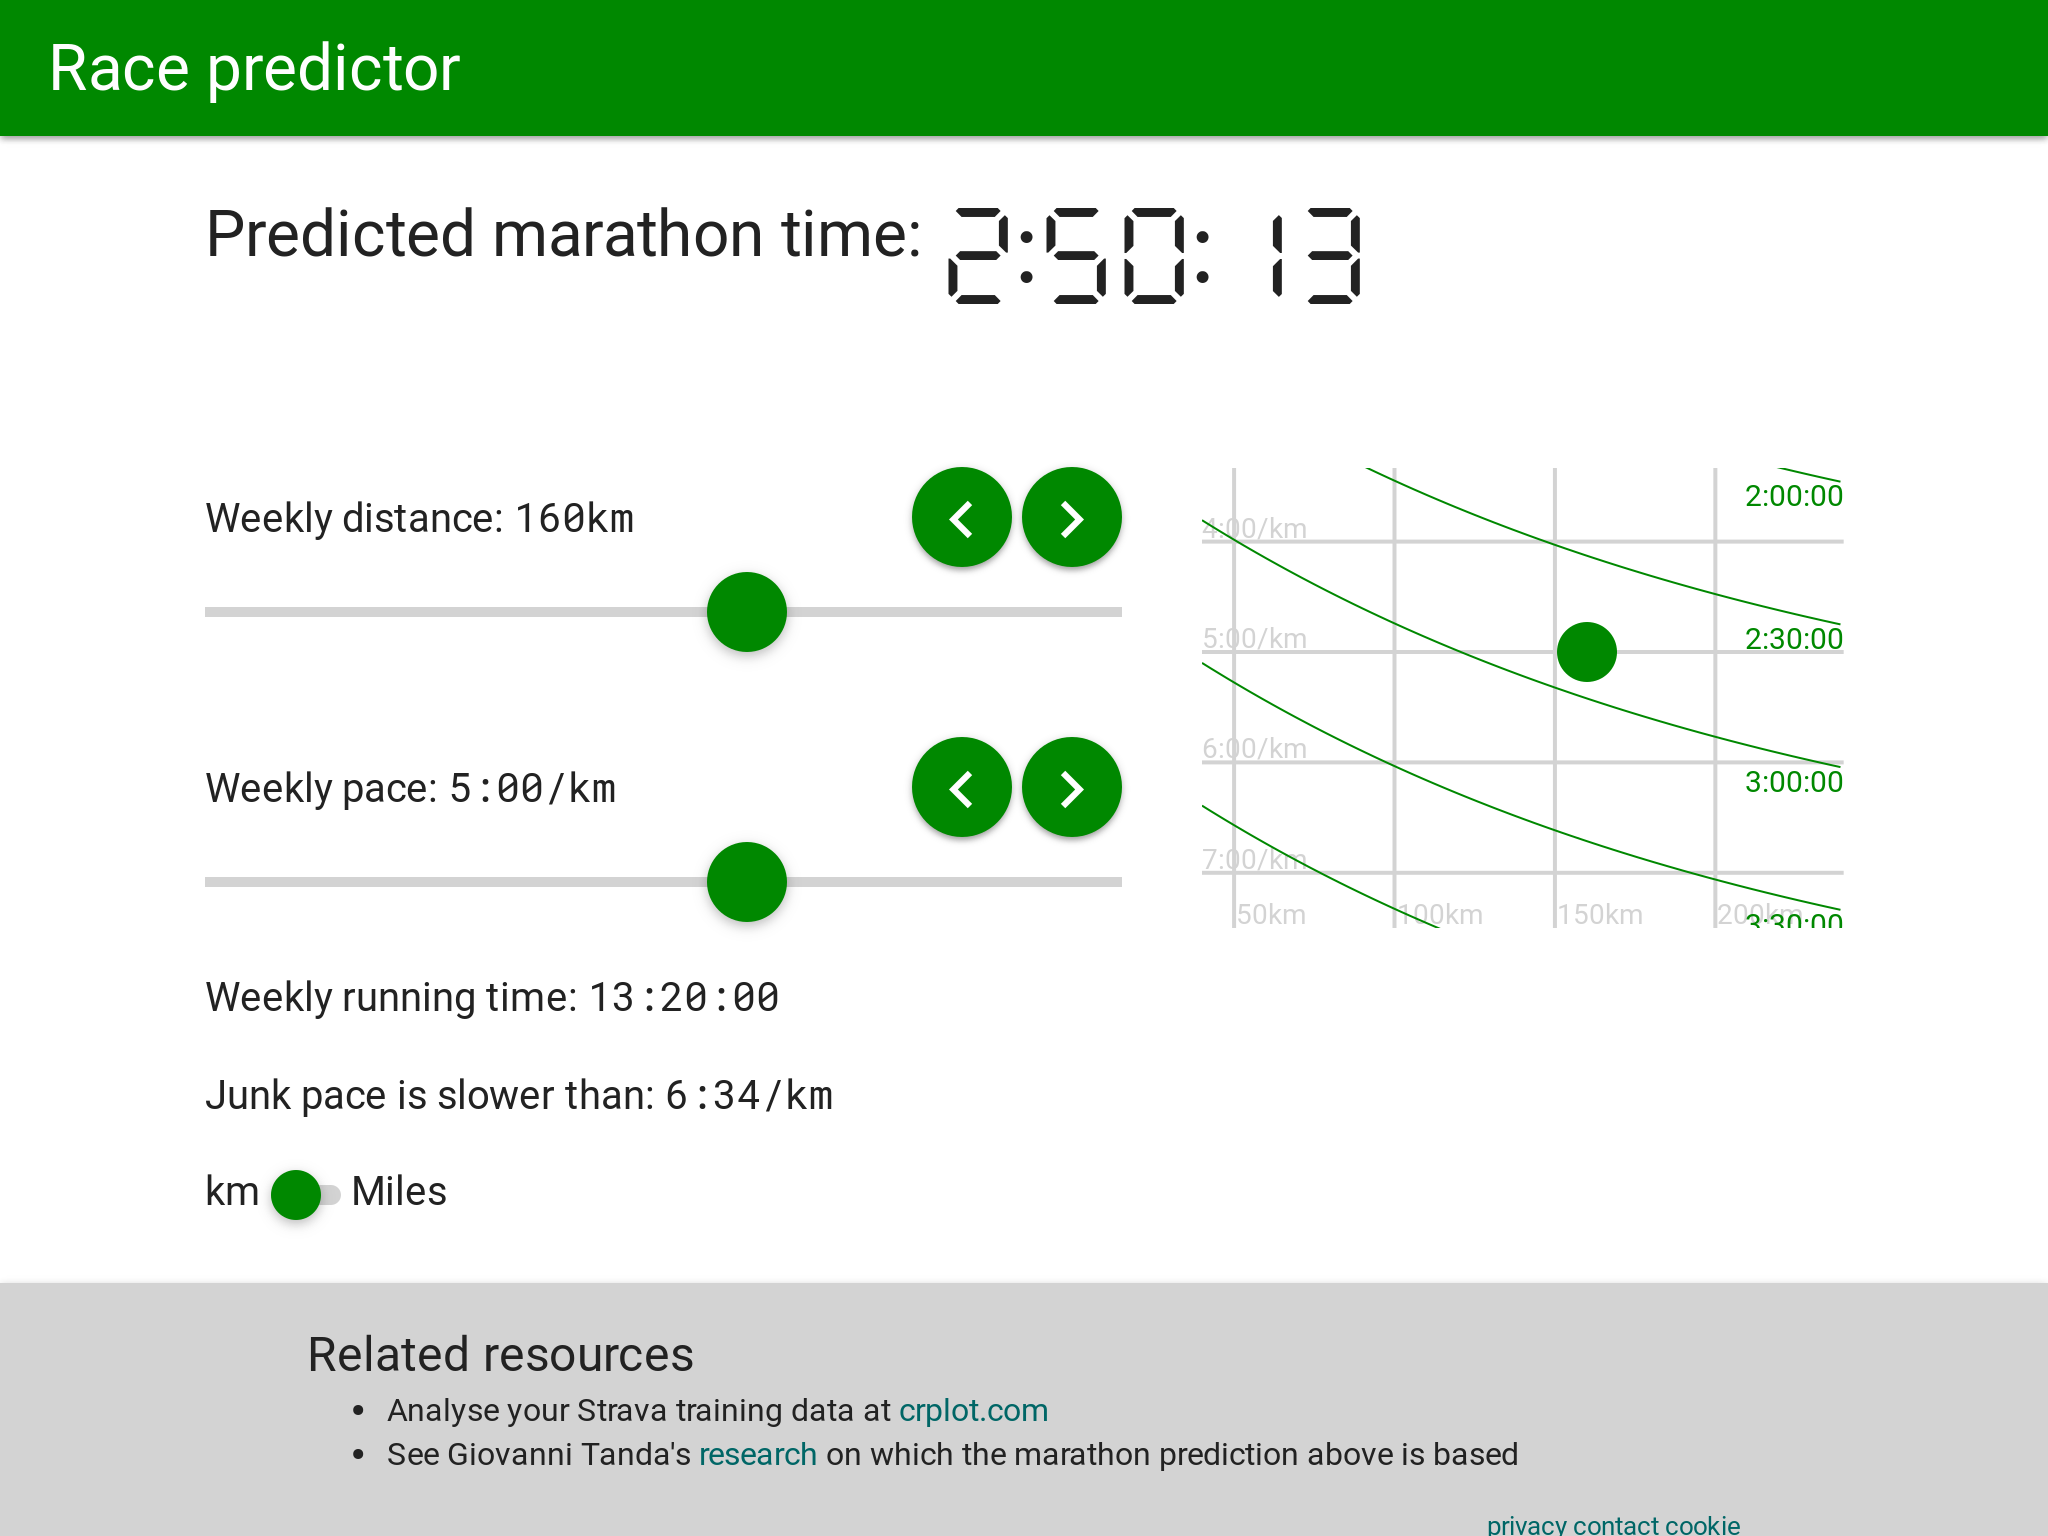 Race predictor
Predicted marathon time: 2:50:13
Weekly distance: 160km
Weekly pace: 5:00/km
Weekly running time: 13:20:00
Junk pace is slower than: 6:34/km
km Miles
2:00:00
4:00/km
5:00/km 2:30:00
6:00/km
3:00:00
7:00/km
50km 100km 150km 200km 3:30:00
Related resources
• Analyse your Strava training data at crplot.com
• See Giovanni Tanda's research on which the marathon prediction above is based
privacy contact cookie